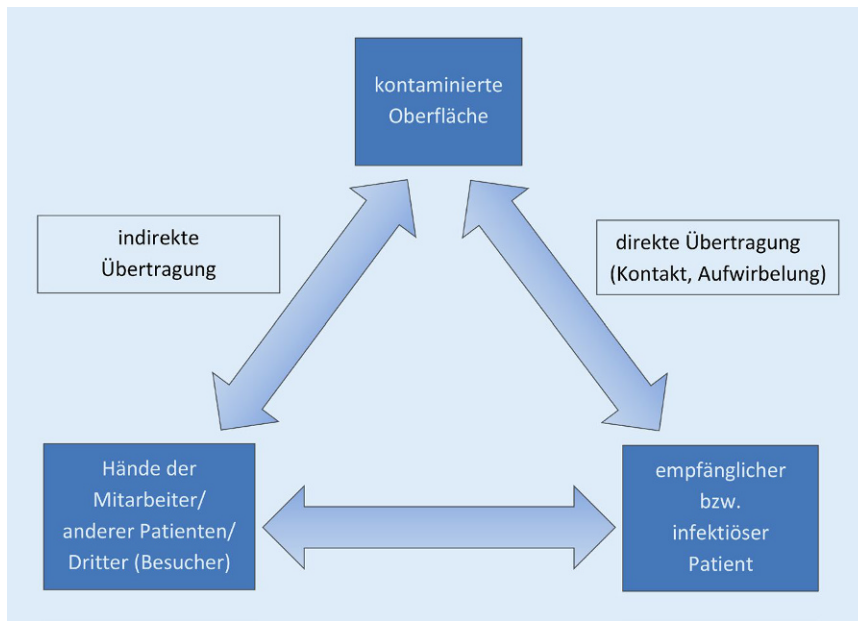 kontaminierte
Oberfläche
indirekte
Übertragung
direkte Übertragung
(Kontakt, Aufwirbelung)
Hände der
Mitarbeiter/
anderer Patienten/
Dritter (Besucher)
empfänglicher
bzw.
infektiöser
Patient